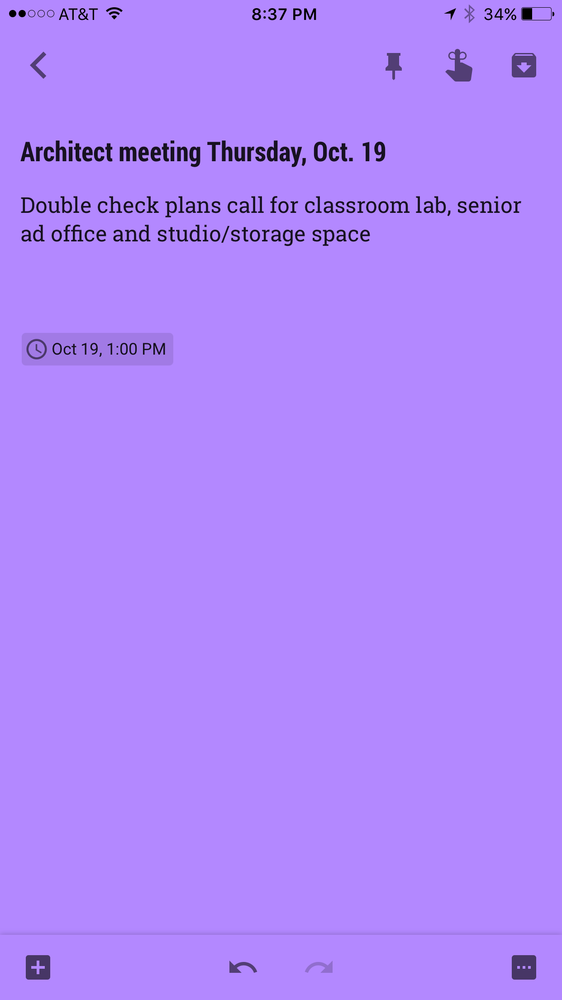 AT&T 8:37 PM 34%
Architect meeting Thursday, Oct. 19
Double check plans call for classroom lab, senior
ad office and studio/storage space
Oct 19, 1:00 PM